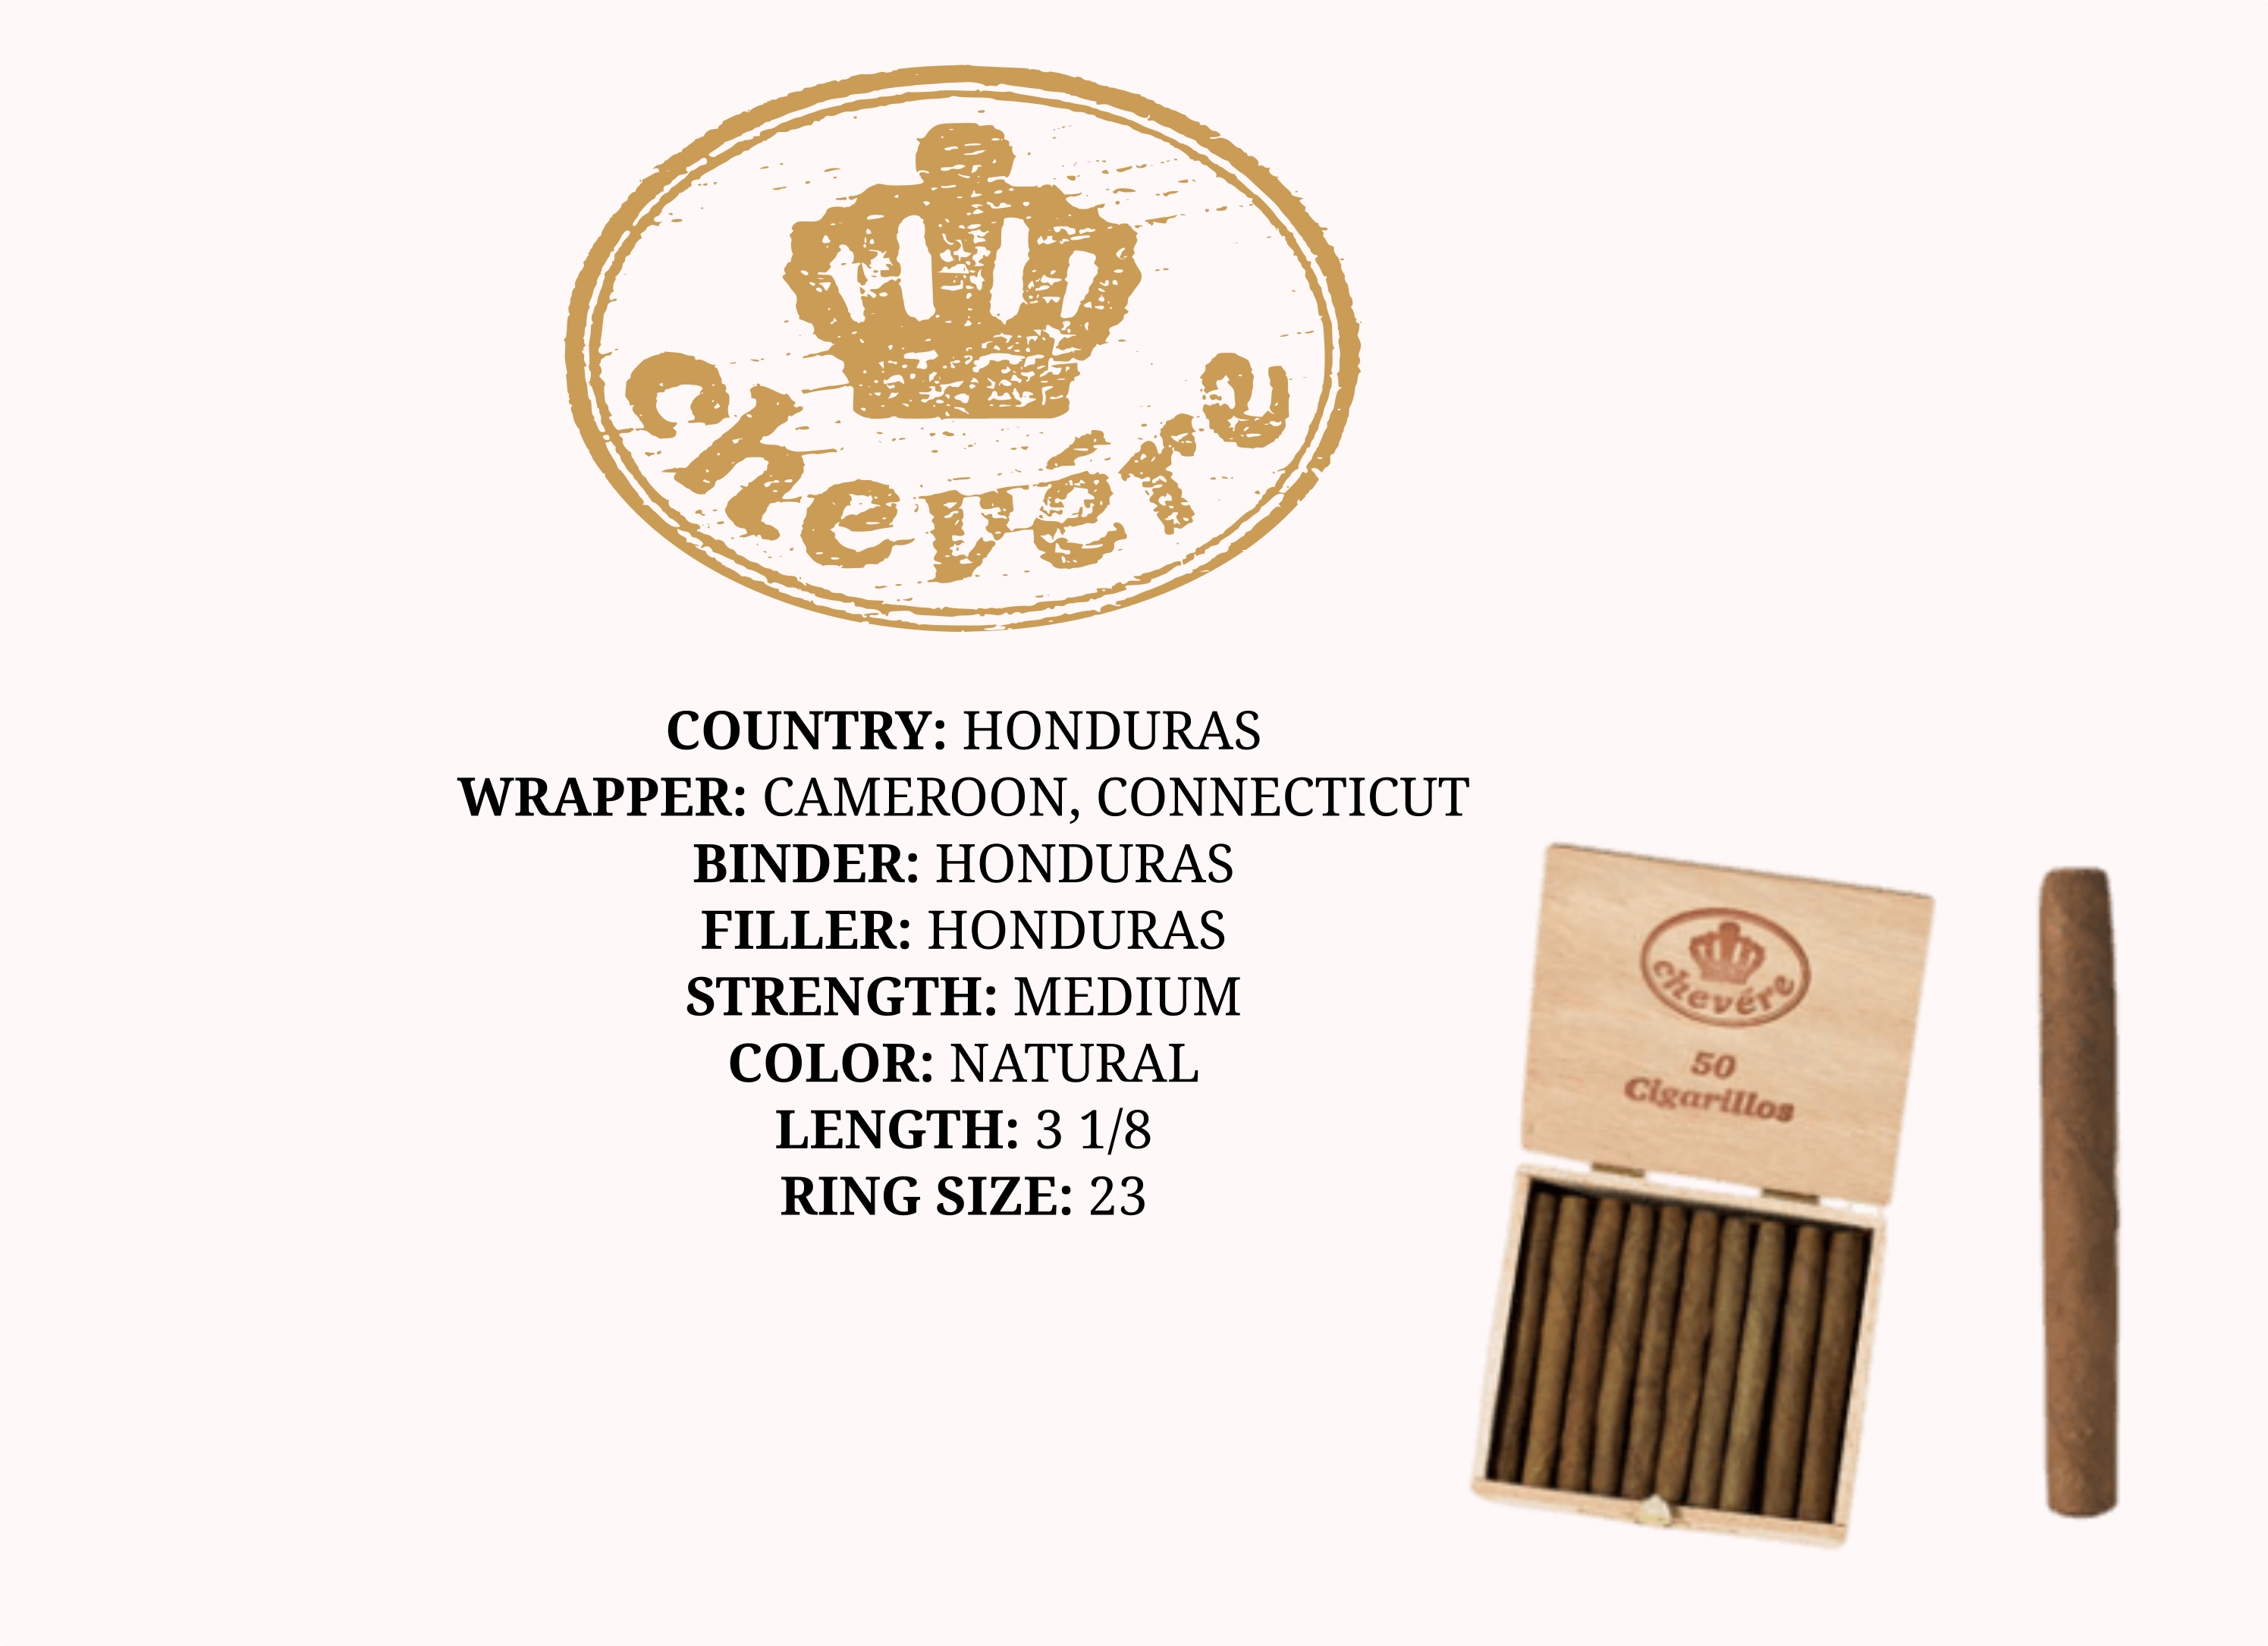 chevére
COUNTRY: HONDURAS
WRAPPER: CAMEROON, CONNECTICUT
BINDER: HONDURAS
FILLER: HONDURAS
STRENGTH: MEDIUM
COLOR: NATURAL
LENGTH: 3 1/8
RING SIZE: 23
chevére
50
Cigarillos